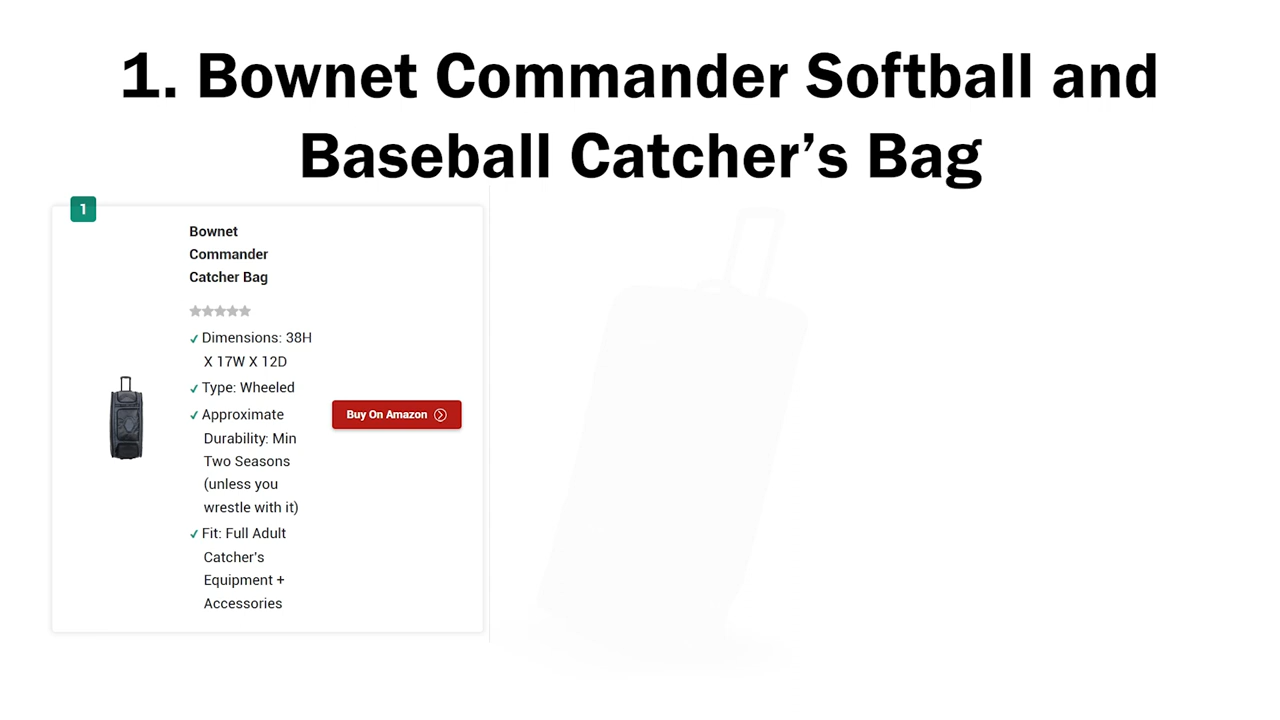 1. Bownet Commander Softball and
Baseball Catcher’s Bag
1
Bownet
Commander
Catcher Bag
Dimensions: 38H
X 17W X 12D
Type: Wheeled
Approximate
Durability: Min
Two Seasons
(unless you
wrestle with it)
Fit: Full Adult
Catcher's
Equipment +
Accessories
Buy On Amazon